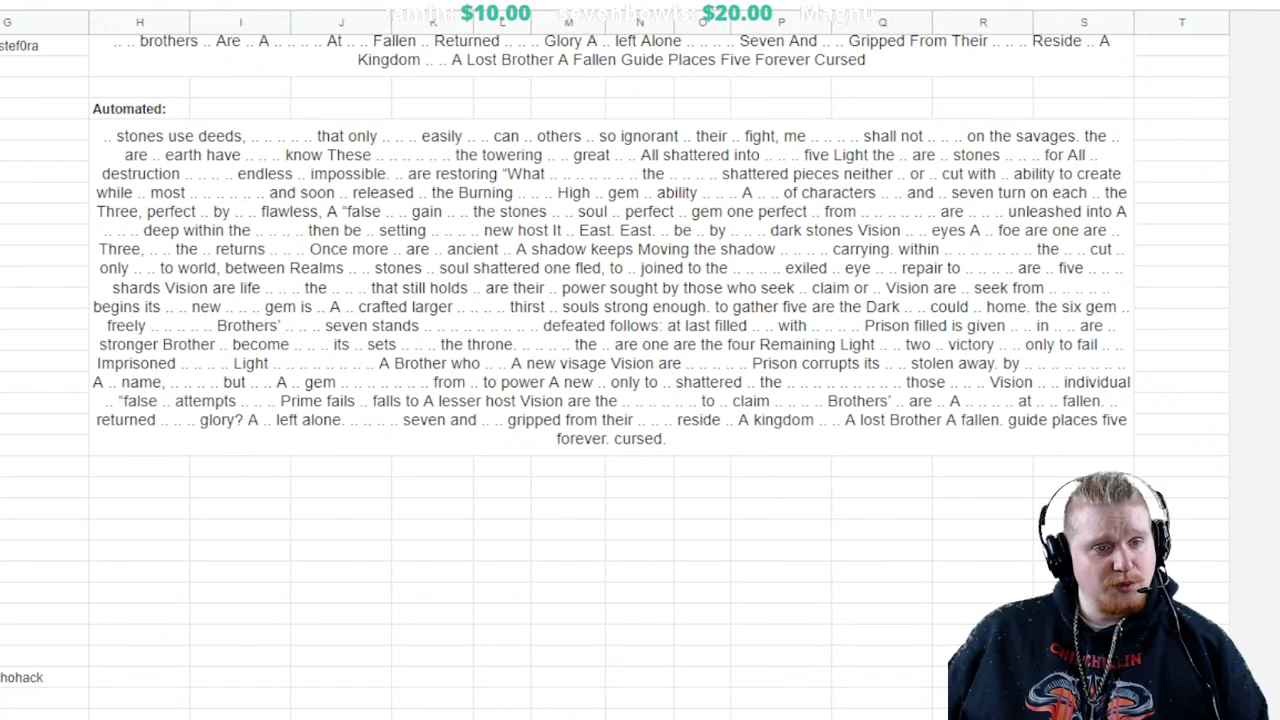 amin: $10.00 sevenbowls: $20.00 Magnu
G H I J K L M N O P Q R S T
stef0ra
.. .. brothers .. Are .. A .. .. .. At .. .. Fallen .. Returned .. .. .. Glory A .. left Alone .. .. .. .. Seven And .. .. Gripped From Their .. .. .. Reside .. A
Kingdom .. .. A Lost Brother A Fallen Guide Places Five Forever Cursed
Automated:
.. stones use deeds, .. .. .. .. .. that only .. .. .. easily .. .. can .. others .. so ignorant .. their .. fight, me .. .. .. .. shall not .. .. .. on the savages. the ..
are .. earth have .. .. .. know These .. .. .. .. .. .. the towering .. .. great .. .. All shattered into .. .. .. five Light the .. are .. stones .. .. .. for All ..
destruction .. .. .. .. endless .. impossible. .. are restoring “What .. .. .. .. .. .. the .. .. .. .. shattered pieces neither .. or .. cut with .. ability to create
while .. most .. .. .. .. .. and soon .. released .. the Burning .. .. .. High .. gem .. ability .. .. A .. .. of characters .. .. and .. seven turn on each .. the
Three, perfect .. by .. .. flawless, A “false .. .. gain .. .. the stones .. .. soul .. perfect .. gem one perfect .. from .. .. .. .. .. are .. .. .. unleashed into A
.. .. .. .. deep within the .. .. .. .. then be .. setting .. .. .. new host It .. East. East. .. be .. by .. .. .. dark stones Vision .. .. eyes A .. foe are one are ..
Three, .. .. the .. returns .. .. .. Once more .. are .. ancient .. A shadow keeps Moving the shadow .. .. .. .. carrying. within .. .. .. .. .. .. the .. .. cut ..
only .. .. to world, between Realms .. .. stones .. soul shattered one fled, to .. joined to the .. .. .. .. exiled .. eye .. .. repair to .. .. .. .. are .. five .. ..
shards Vision are life .. .. .. the .. .. .. that still holds .. are their .. power sought by those who seek .. claim or .. Vision are .. seek from .. .. .. ..
begins its .. .. new .. .. .. gem is .. A .. crafted larger .. .. .. thirst .. souls strong enough. to gather five are the Dark .. .. could .. home. the six gem ..
freely .. .. .. .. .. Brothers’ .. .. seven stands .. .. .. .. .. .. .. .. defeated follows: at last filled .. .. with .. .. .. Prison filled is given .. .. in .. .. are ..
stronger Brother .. become .. .. .. its .. sets .. .. the throne. .. .. .. .. the .. are one are the four Remaining Light .. .. two .. victory .. .. only to fail .. ..
Imprisoned .. .. .. Light .. .. .. .. .. .. .. A Brother who .. .. A new visage Vision are .. .. .. .. .. Prison corrupts its .. .. stolen away. by .. .. .. .. .. .. ..
A .. name, .. .. .. .. but .. .. A .. gem .. .. .. .. .. .. from .. to power A new .. only to .. shattered .. the .. .. .. .. .. .. .. .. those .. .. .. Vision .. .. individual
.. “false .. attempts .. .. .. Prime fails .. falls to A lesser host Vision are the .. .. .. .. .. .. to .. claim .. .. .. .. Brothers’ .. are .. A .. .. .. at .. .. fallen. ..
returned .. .. .. glory? A .. left alone. .. .. .. .. seven and .. .. gripped from their .. .. .. reside .. A kingdom .. .. A lost Brother A fallen. guide places five
forever. cursed.
hohack
CHILL